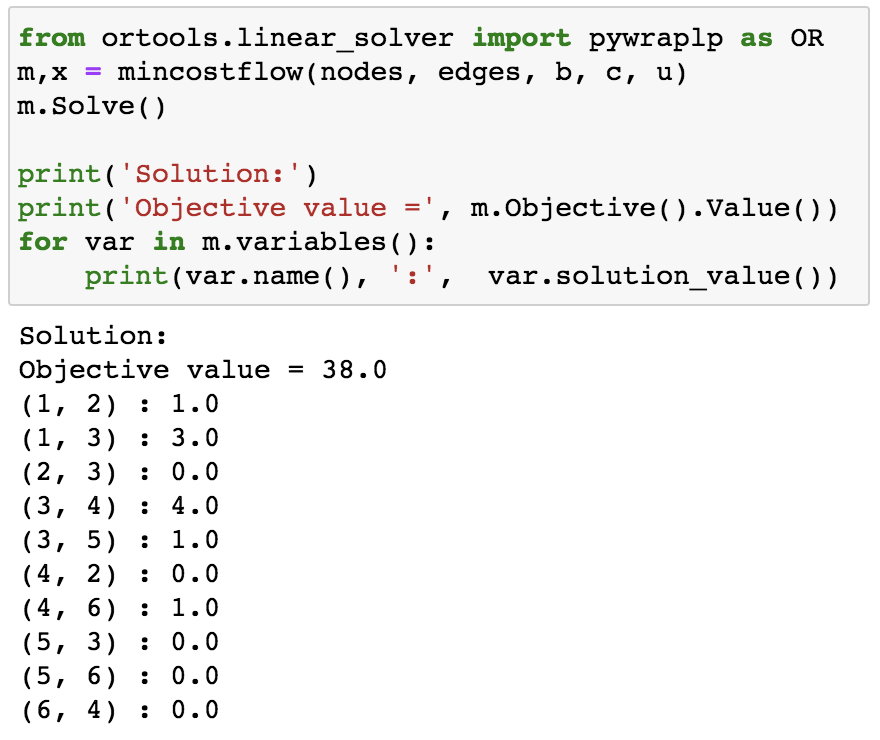 from ortools.linear_solver import pywraplp as OR
m,x = mincostflow(nodes, edges, b, c, u)
m.Solve()

print('Solution:')
print('Objective value =', m.Objective().Value())
for var in m.variables():
    print(var.name(), ':',  var.solution_value())
Solution:
Objective value = 38.0
(1, 2) : 1.0
(1, 3) : 3.0
(2, 3) : 0.0
(3, 4) : 4.0
(3, 5) : 1.0
(4, 2) : 0.0
(4, 6) : 1.0
(5, 3) : 0.0
(5, 6) : 0.0
(6, 4) : 0.0